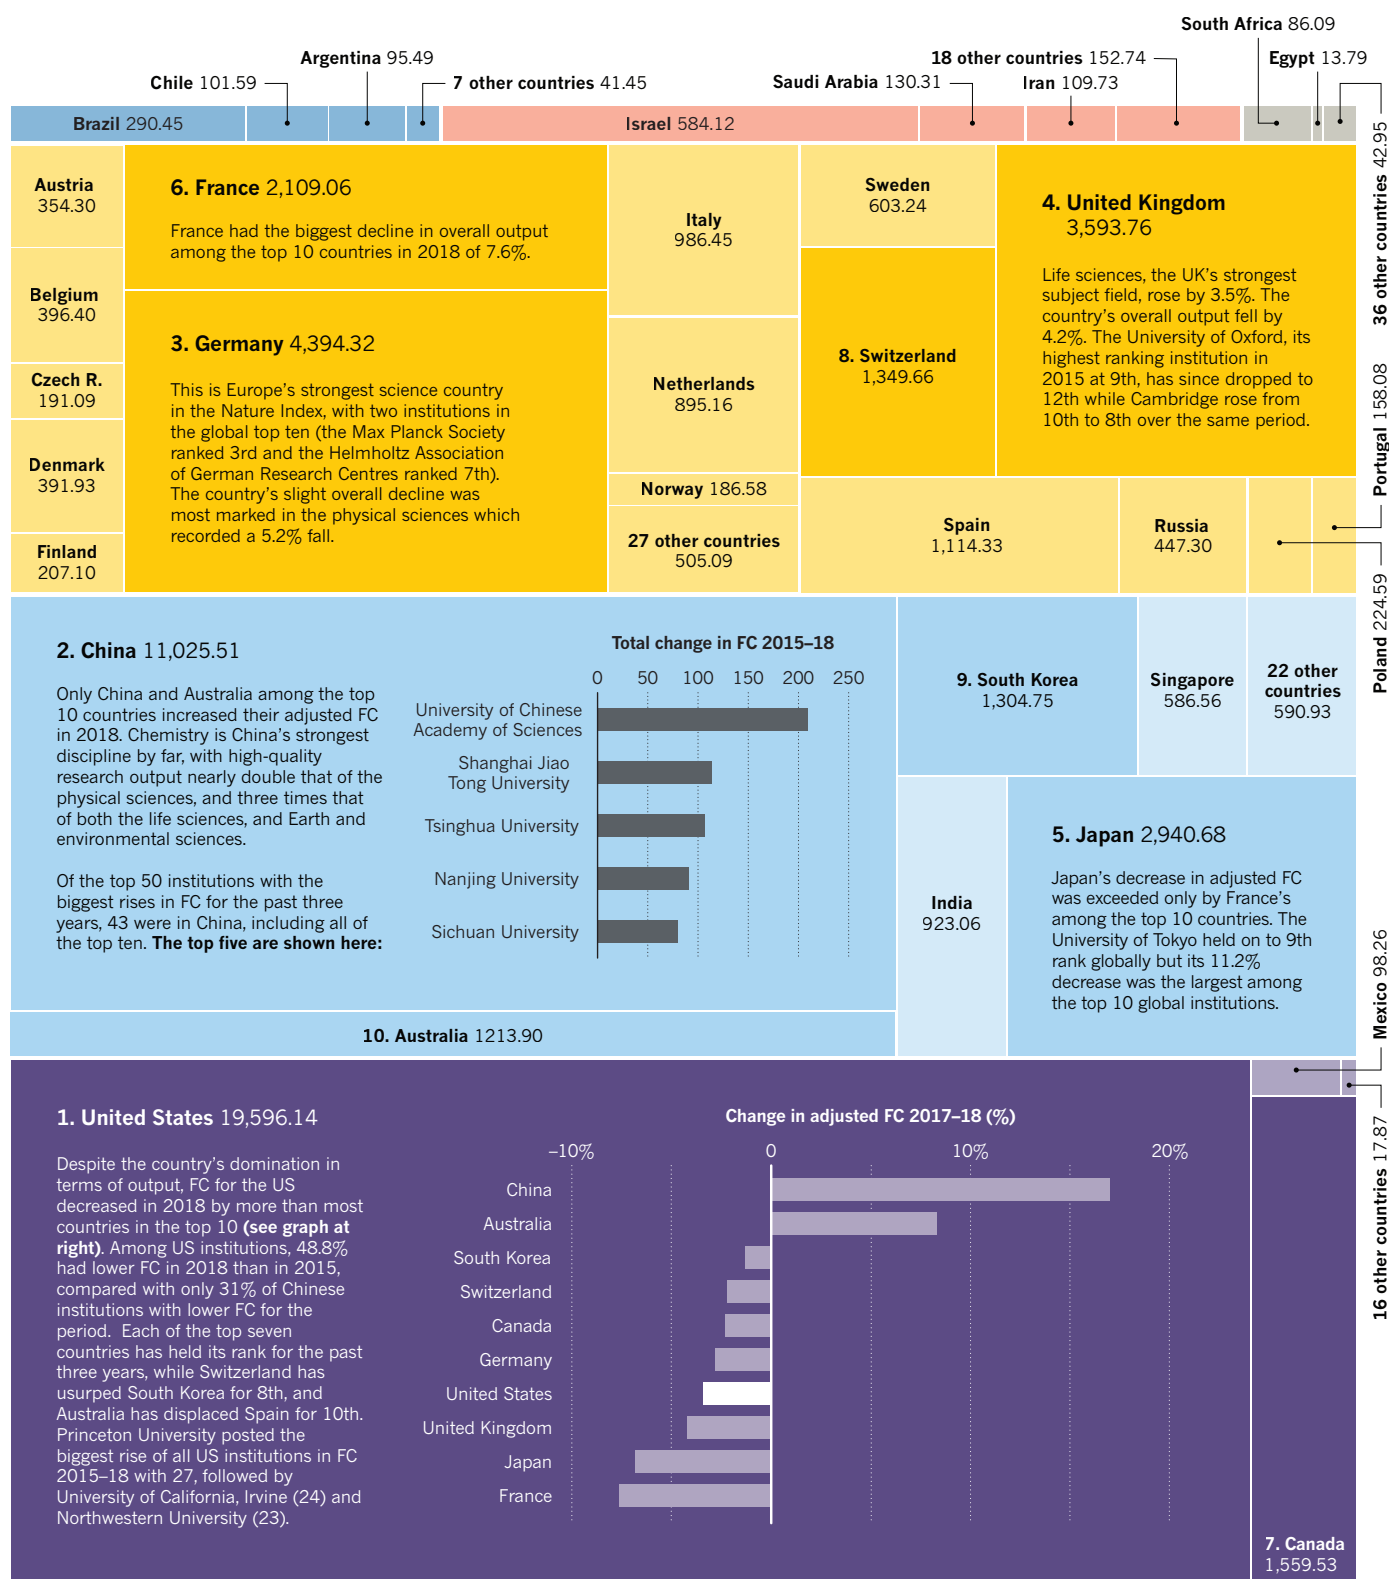 South Africa 86.09
Argentina 95.49
18 other countries 152.74
Egypt 13.79
Chile 101.59
7 other countries 41.45
Saudi Arabia 130.31
Iran 109.73
Brazil 290.45
Israel 584.12
36 other countries 42.95
Austria
354.30
6. France 2,109.06
France had the biggest decline in overall output
among the top 10 countries in 2018 of 7.6%.
Italy
986.45
Sweden
603.24
4. United Kingdom
3,593.76
Life sciences, the UK's strongest
subject field, rose by 3.5%. The
country's overall output fell by
4.2%. The University of Oxford, its
highest ranking institution in
2015 at 9th, has since dropped to
12th while Cambridge rose from
10th to 8th over the same period.
Belgium
396.40
3. Germany 4,394.32
This is Europe's strongest science country
in the Nature Index, with two institutions in
the global top ten (the Max Planck Society
ranked 3rd and the Helmholtz Association
of German Research Centres ranked 7th).
The country's slight overall decline was
most marked in the physical sciences which
recorded a 5.2% fall.
8. Switzerland
1,349.66
Czech R.
191.09
Netherlands
895.16
Denmark
391.93
Norway 186.58
Portugal 158.08
Finland
207.10
27 other countries
505.09
Spain
1,114.33
Russia
447.30
Poland 224.59
2. China 11,025.51
Only China and Australia among the top
10 countries increased their adjusted FC
in 2018. Chemistry is China's strongest
discipline by far, with high-quality
research output nearly double that of the
physical sciences, and three times that
of both the life sciences, and Earth and
environmental sciences.
Of the top 50 institutions with the
biggest rises in FC for the past three
years, 43 were in China, including all of
the top ten. The top five are shown here:
Total change in FC 2015–18
0 50 100 150 200 250
University of Chinese
Academy of Sciences
Shanghai Jiao
Tong University
Tsinghua University
Nanjing University
Sichuan University
9. South Korea
1,304.75
Singapore
586.56
22 other
countries
590.93
India
923.06
5. Japan 2,940.68
Japan's decrease in adjusted FC
was exceeded only by France's
among the top 10 countries. The
University of Tokyo held on to 9th
rank globally but its 11.2%
decrease was the largest among
the top 10 global institutions.
10. Australia 1213.90
Mexico 98.26
16 other countries 17.87
1. United States 19,596.14
Despite the country's domination in
terms of output, FC for the US
decreased in 2018 by more than most
countries in the top 10 (see graph at
right). Among US institutions, 48.8%
had lower FC in 2018 than in 2015,
compared with only 31% of Chinese
institutions with lower FC for the
period. Each of the top seven
countries has held its rank for the past
three years, while Switzerland has
usurped South Korea for 8th, and
Australia has displaced Spain for 10th.
Princeton University posted the
biggest rise of all US institutions in FC
2015–18 with 27, followed by
University of California, Irvine (24) and
Northwestern University (23).
Change in adjusted FC 2017–18 (%)
–10% 0 10% 20%
China
Australia
South Korea
Switzerland
Canada
Germany
United States
United Kingdom
Japan
France
7. Canada
1,559.53